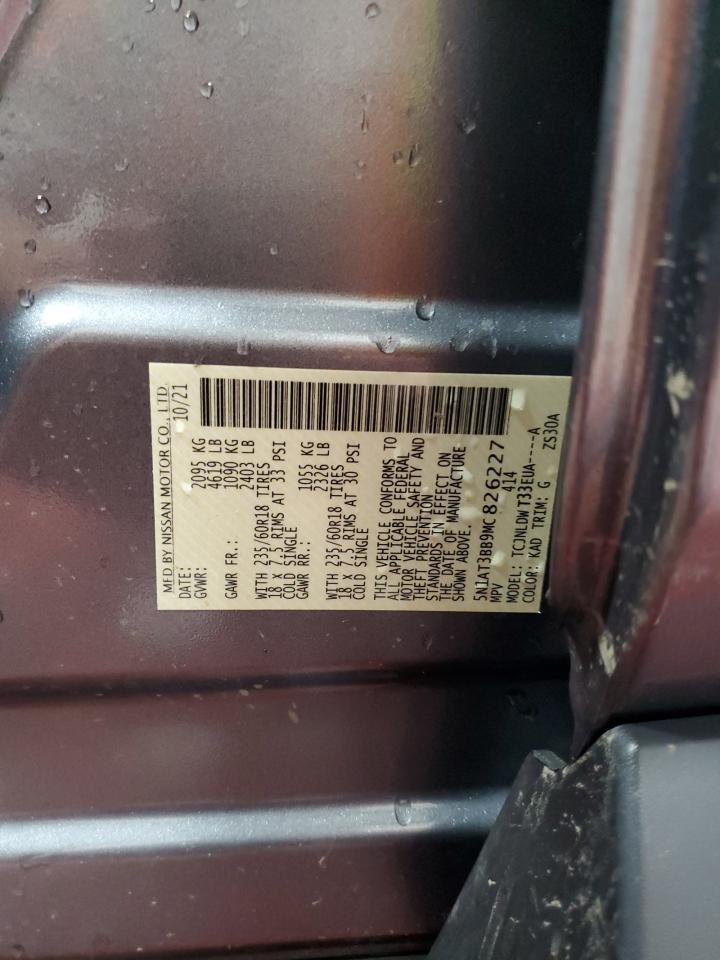 MFD BY NISSAN MOTOR CO., LTD.
DATE: 10/21
GVWR: 2095 KG
4619 LB
GAWR FR.: 1090 KG
2403 LB
WITH 235/60R18 TIRES
18 X 7.5 RIMS AT 33 PSI
COLD SINGLE
GAWR RR.: 1055 KG
2326 LB
WITH 235/60R18 TIRES
18 X 7.5 RIMS AT 30 PSI
COLD SINGLE
THIS VEHICLE CONFORMS TO
ALL APPLICABLE FEDERAL
MOTOR VEHICLE SAFETY AND
THEFT PREVENTION
STANDARDS IN EFFECT ON
THE DATE OF MANUFACTURE
SHOWN ABOVE.
5N1AT3BB9MC826227
MPV 414
MODEL: TCJNLDWT33EUA----A
COLOR: KAD TRIM: G ZS30A